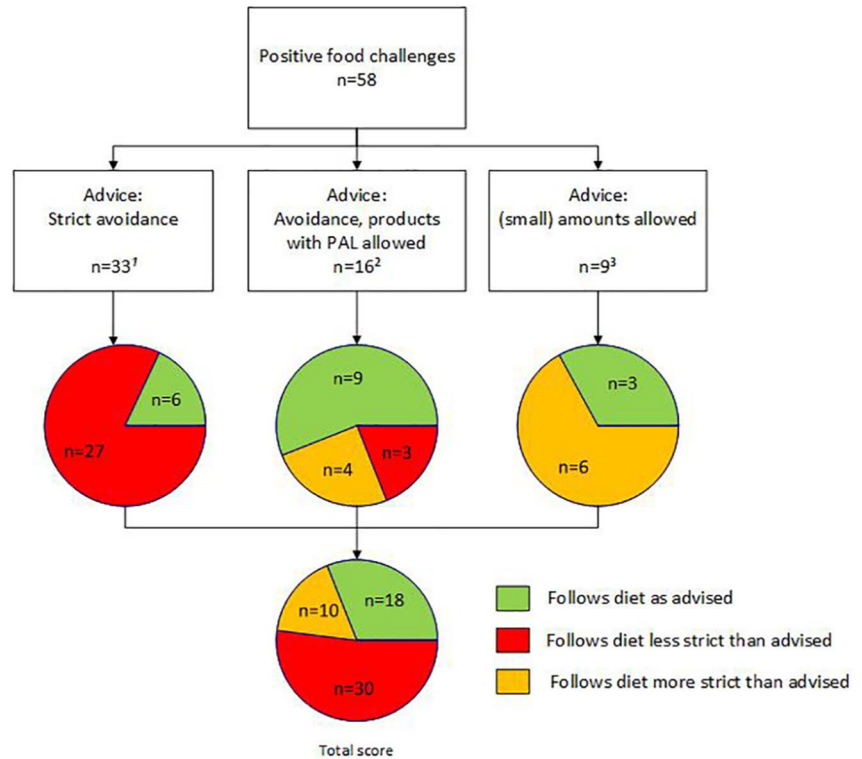 Positive food challenges
n=58
Advice:
Strict avoidance
n=33¹
Advice:
Avoidance, products
with PAL allowed
n=16²
Advice:
(small) amounts allowed
n=9³
n=6
n=27
n=9
n=4
n=3
n=3
n=6
n=18
n=10
n=30
Total score
Follows diet as advised
Follows diet less strict than advised
Follows diet more strict than advised